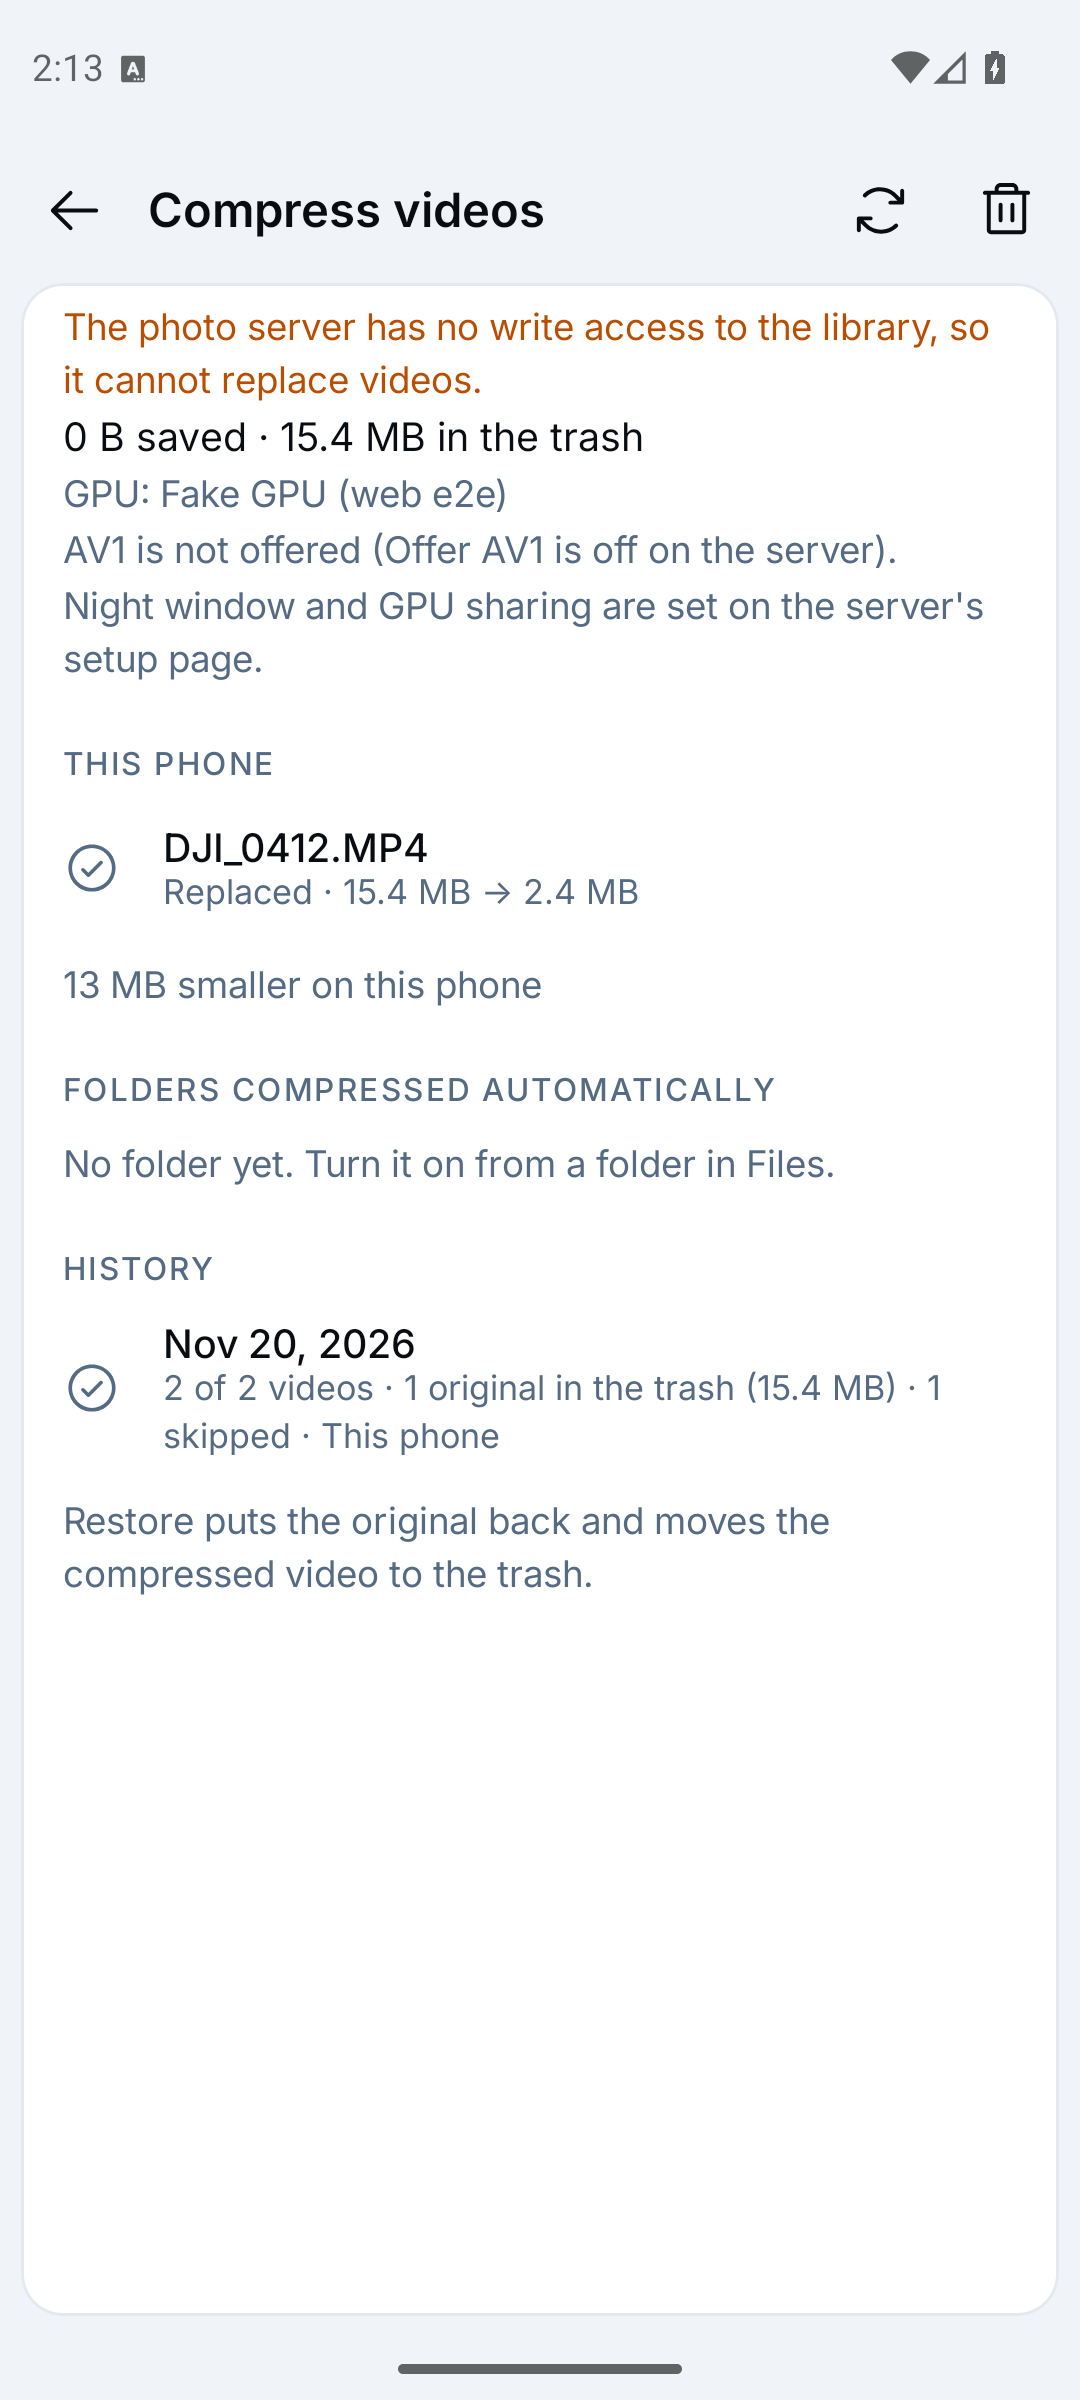 2:13
Compress videos
The photo server has no write access to the library, so
it cannot replace videos.
0 B saved · 15.4 MB in the trash
GPU: Fake GPU (web e2e)
AV1 is not offered (Offer AV1 is off on the server).
Night window and GPU sharing are set on the server's
setup page.
THIS PHONE
DJI_0412.MP4
Replaced · 15.4 MB → 2.4 MB
13 MB smaller on this phone
FOLDERS COMPRESSED AUTOMATICALLY
No folder yet. Turn it on from a folder in Files.
HISTORY
Nov 20, 2026
2 of 2 videos · 1 original in the trash (15.4 MB) · 1
skipped · This phone
Restore puts the original back and moves the
compressed video to the trash.